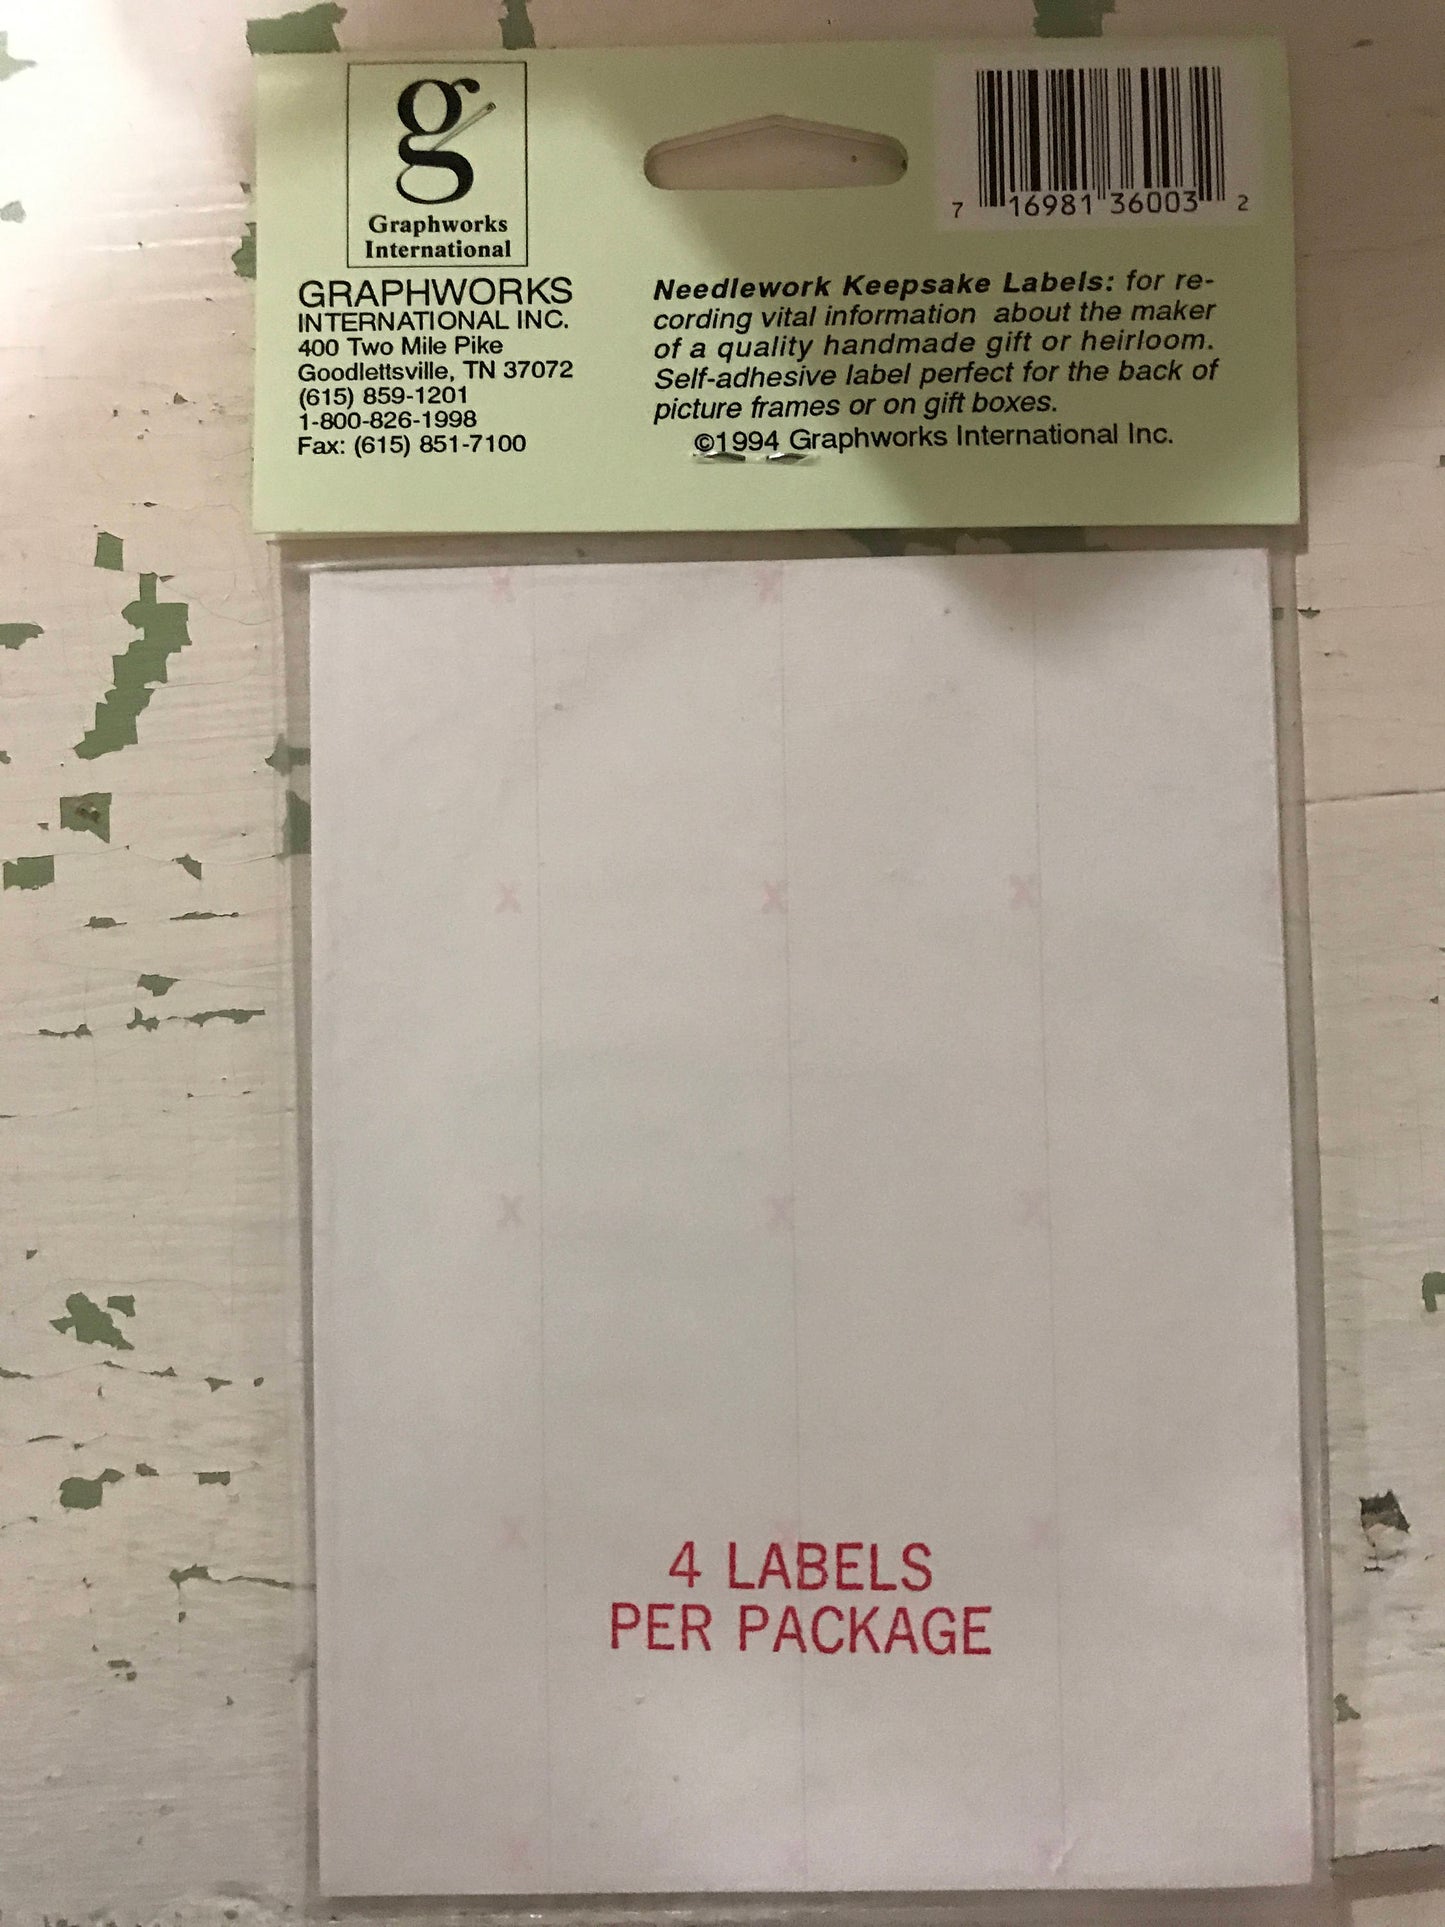 g
Graphworks
International
GRAPHWORKS
INTERNATIONAL INC.
400 Two Mile Pike
Goodlettsville, TN 37072
(615) 859-1201
1-800-826-1998
Fax: (615) 851-7100
7 16981 36003 2
Needlework Keepsake Labels: for re-
cording vital information about the maker
of a quality handmade gift or heirloom.
Self-adhesive label perfect for the back of
picture frames or on gift boxes.
©1994 Graphworks International Inc.
X X
X X X
X X X
X X X
X X X
4 LABELS
PER PACKAGE